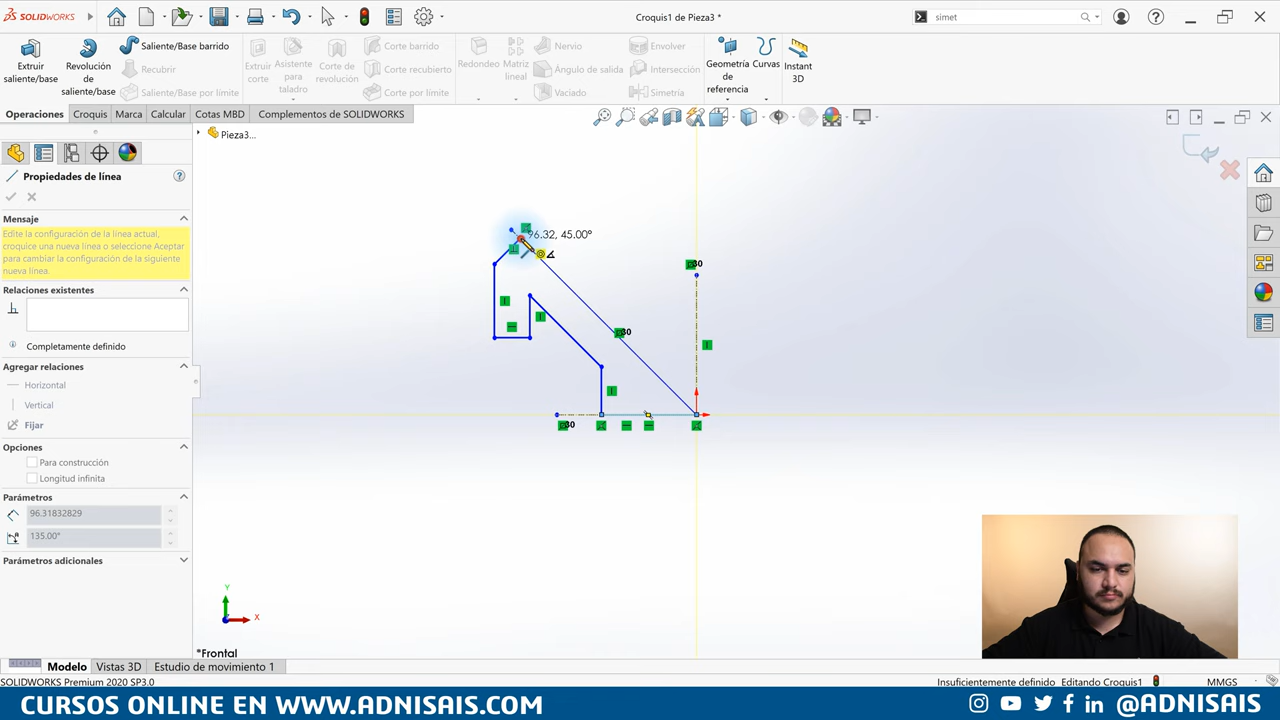 SOLIDWORKS
Croquis1 de Pieza3 *
simet
Extruir saliente/base
Revolución de saliente/base
Saliente/Base barrido
Recubrir
Saliente/Base por límite
Extruir corte
Asistente para taladro
Corte de revolución
Corte barrido
Corte recubierto
Corte por límite
Redondeo
Matriz lineal
Nervio
Ángulo de salida
Vaciado
Envolver
Intersección
Simetría
Geometría de referencia
Curvas
Instant 3D
Operaciones
Croquis
Marca
Calcular
Cotas MBD
Complementos de SOLIDWORKS
Pieza3...
Propiedades de línea
Mensaje
Edite la configuración de la línea actual,
croquice una nueva línea o seleccione Aceptar
para cambiar la configuración de la siguiente
nueva línea.
Relaciones existentes
Completamente definido
Agregar relaciones
Horizontal
Vertical
Fijar
Opciones
Para construcción
Longitud infinita
Parámetros
96.31832829
135.00°
Parámetros adicionales
96.32, 45.00°
30
30
30
Y
X
*Frontal
Modelo
Vistas 3D
Estudio de movimiento 1
SOLIDWORKS Premium 2020 SP3.0
Insuficientemente definido
Editando Croquis1
MMGS
CURSOS ONLINE EN WWW.ADNISAIS.COM
@ADNISAIS